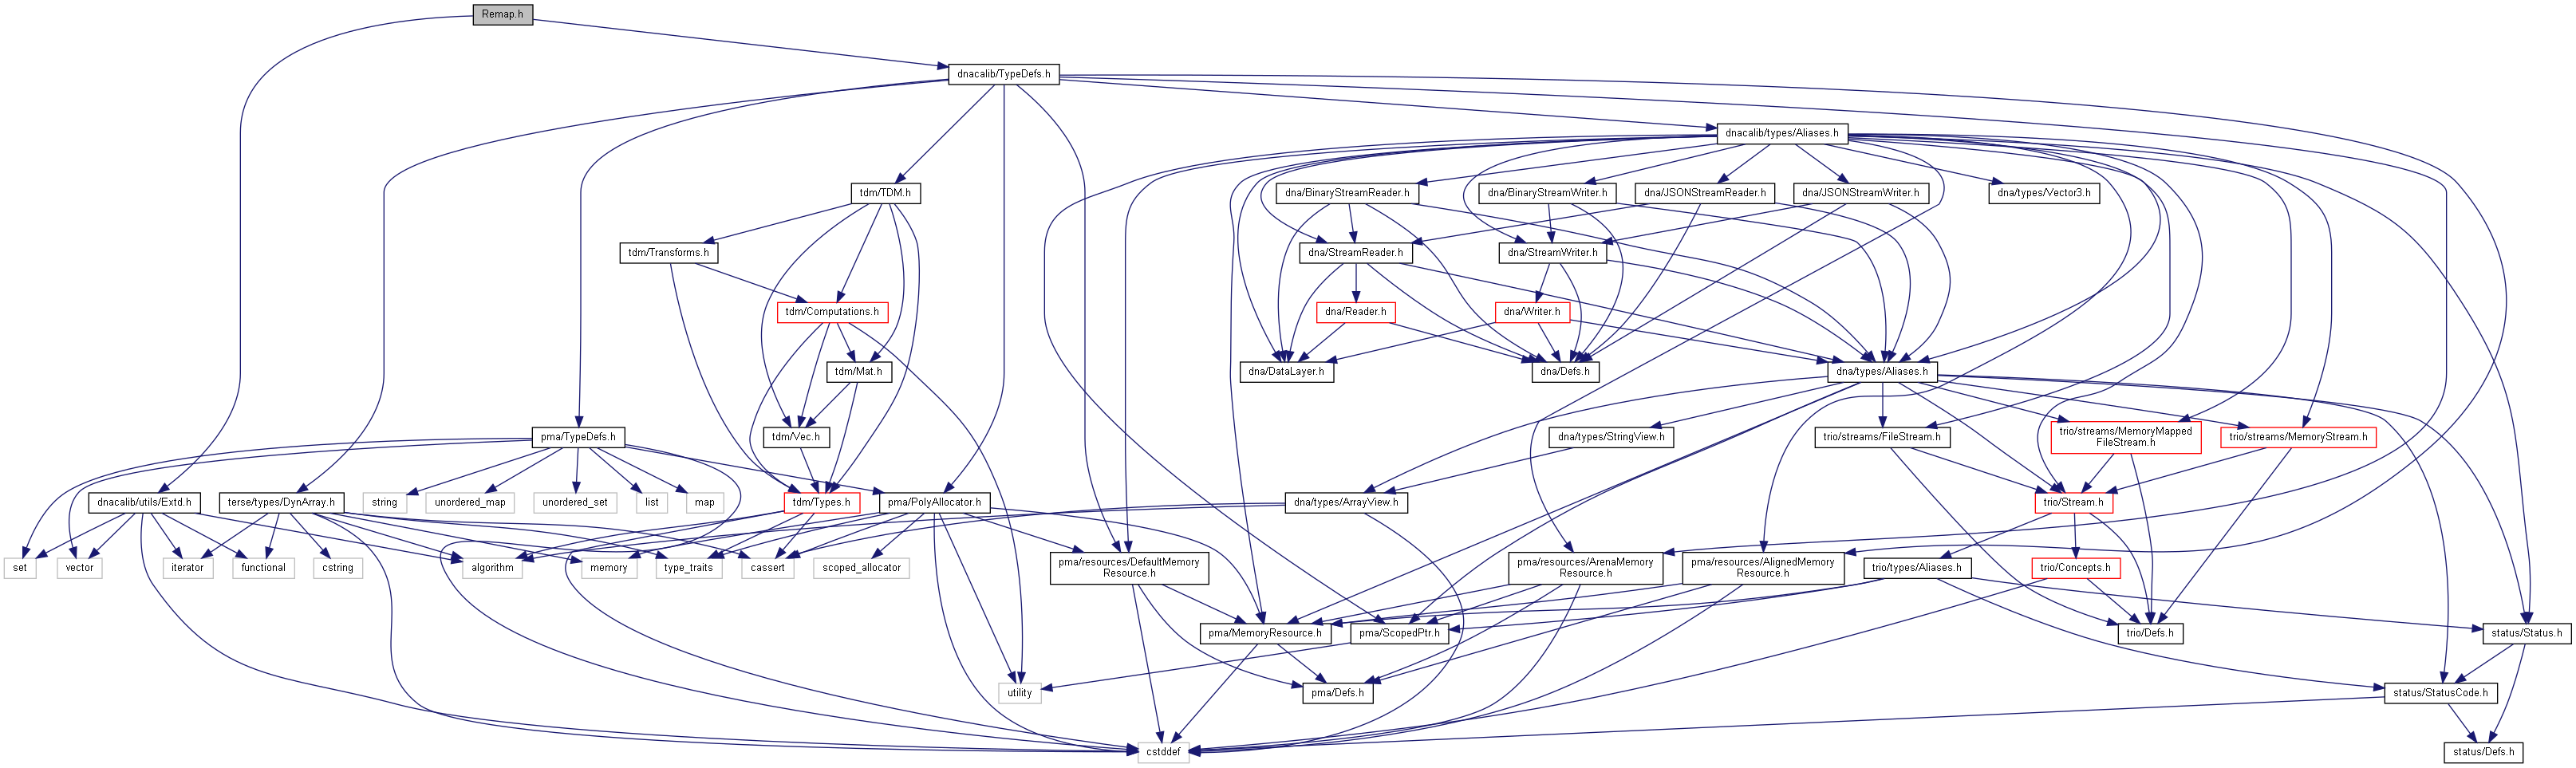 Remap.h
dnacalib/TypeDefs.h
dnacalib/types/Aliases.h
tdm/TDM.h
dna/BinaryStreamReader.h
dna/BinaryStreamWriter.h
dna/JSONStreamReader.h
dna/JSONStreamWriter.h
dna/types/Vector3.h
tdm/Transforms.h
dna/StreamReader.h
dna/StreamWriter.h
tdm/Computations.h
dna/Reader.h
dna/Writer.h
tdm/Mat.h
dna/DataLayer.h
dna/Defs.h
dna/types/Aliases.h
pma/TypeDefs.h
tdm/Vec.h
dna/types/StringView.h
trio/streams/FileStream.h
trio/streams/MemoryMapped
FileStream.h
trio/streams/MemoryStream.h
dnacalib/utils/Extd.h
terse/types/DynArray.h
string
unordered_map
unordered_set
list
map
tdm/Types.h
pma/PolyAllocator.h
dna/types/ArrayView.h
trio/Stream.h
set
vector
iterator
functional
cstring
algorithm
memory
type_traits
cassert
scoped_allocator
pma/resources/DefaultMemory
Resource.h
pma/resources/ArenaMemory
Resource.h
pma/resources/AlignedMemory
Resource.h
trio/types/Aliases.h
trio/Concepts.h
pma/MemoryResource.h
pma/ScopedPtr.h
trio/Defs.h
status/Status.h
utility
pma/Defs.h
status/StatusCode.h
cstddef
status/Defs.h